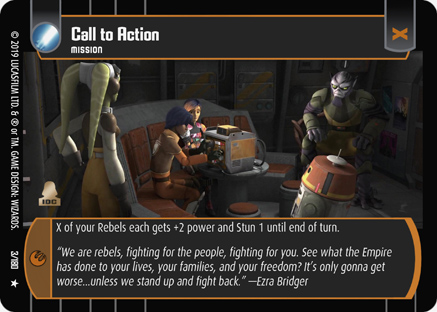 Call to Action
MISSION
X
© 2019 LUCASFILM LTD. & ® or TM. GAME DESIGN: WIZARDS.
IDC
X of your Rebels each gets +2 power and Stun 1 until end of turn.
“We are rebels, fighting for the people, fighting for you. See what the Empire
has done to your lives, your families, and your freedom? It’s only gonna get
worse...unless we stand up and fight back.” —Ezra Bridger
3/180